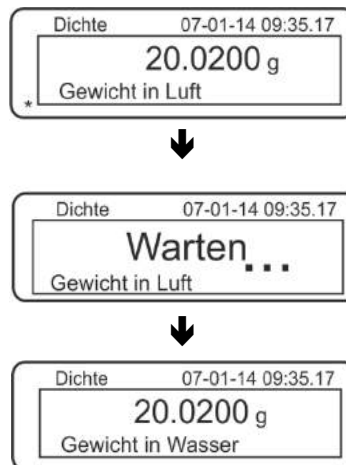 Dichte 07-01-14 09:35.17
20.0200 g
Gewicht in Luft
*
Dichte 07-01-14 09:35.17
Warten...
Gewicht in Luft
Dichte 07-01-14 09:35.17
20.0200 g
Gewicht in Wasser